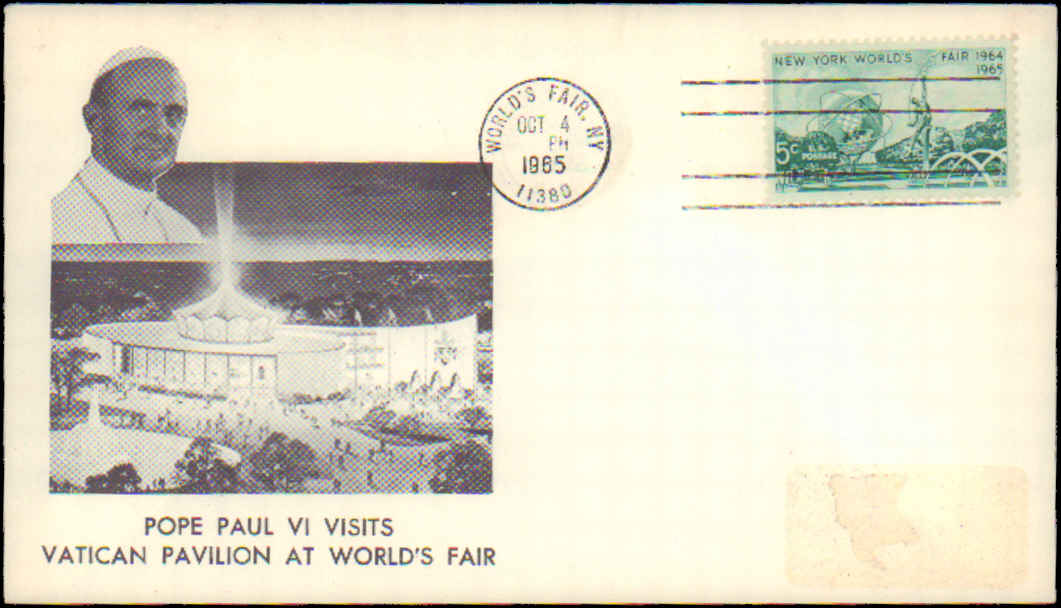 NEW YORK WORLD'S FAIR 1964
1965
5c
POSTAGE
WORLD'S FAIR, NY
OCT 4
PM
1965
11380
POPE PAUL VI VISITS
VATICAN PAVILION AT WORLD'S FAIR